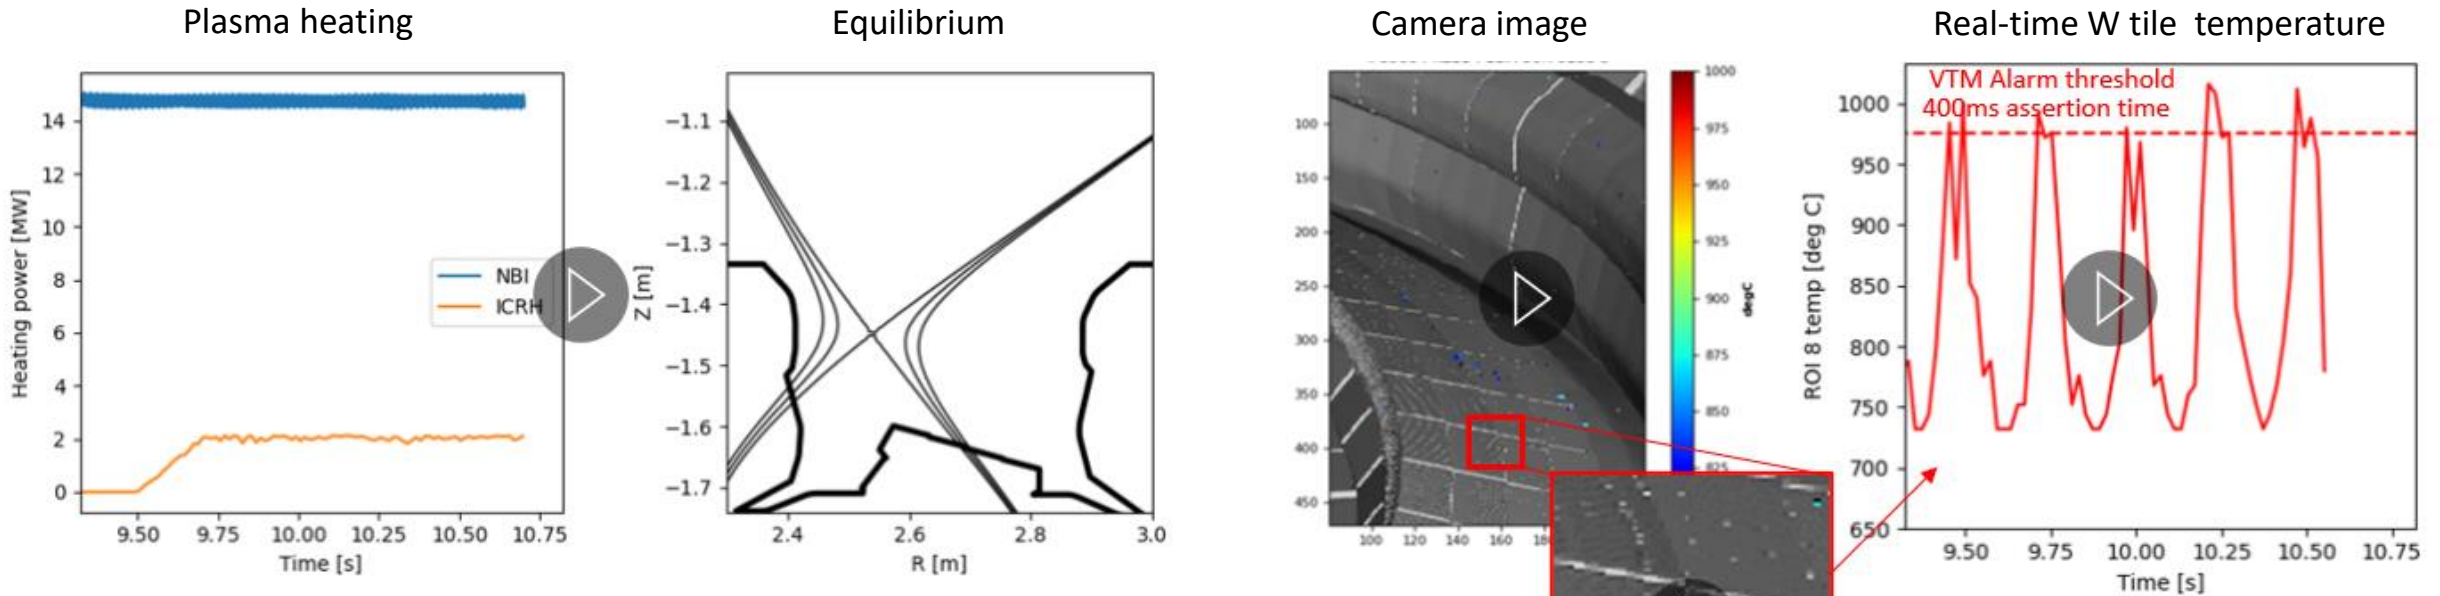 Plasma heating
Heating power [MW]
14
12
10
8
6
4
2
0
NBI
ICRH
9.50 9.75 10.00 10.25 10.50 10.75
Time [s]
Equilibrium
Z [m]
−1.1
−1.2
−1.3
−1.4
−1.5
−1.6
−1.7
2.4 2.6 2.8 3.0
R [m]
Camera image
100
150
200
250
300
350
400
450
100 120 140 160
1000
975
950
925
900
875
850
825
degC
Real-time W tile temperature
VTM Alarm threshold
400ms assertion time
ROI 8 temp [deg C]
1000
950
900
850
800
750
700
650
9.50 9.75 10.00 10.25 10.50 10.75
Time [s]